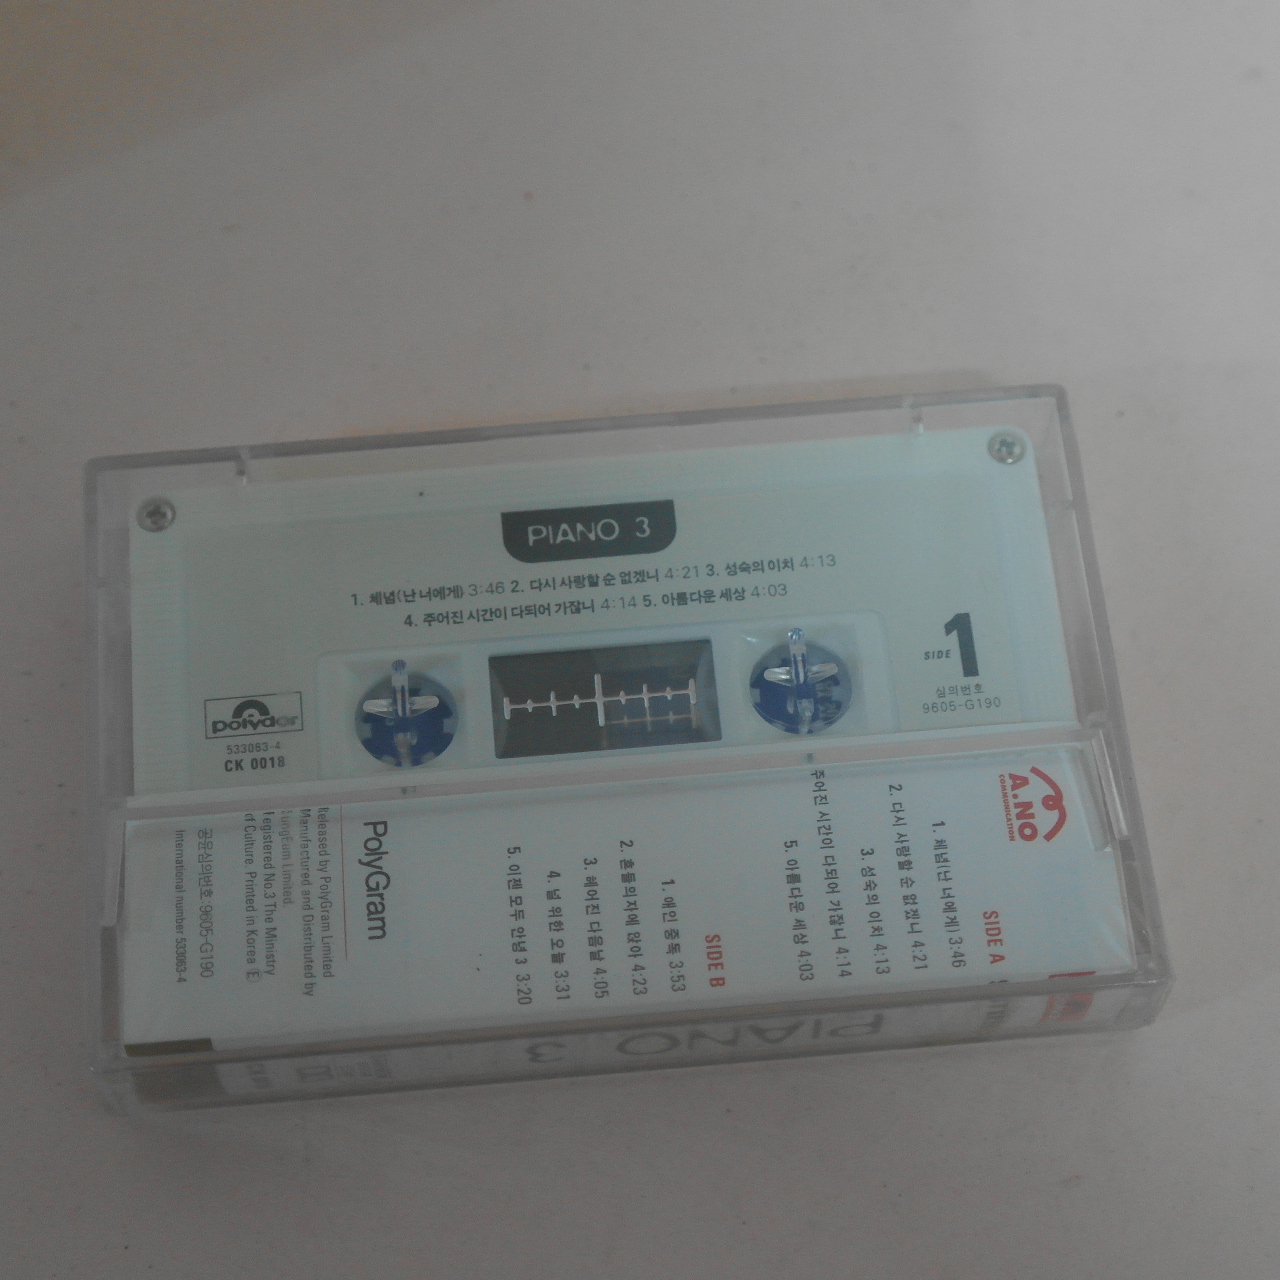 PIANO 3
1. 체념(난 너에게) 3:46 2. 다시 사랑할 순 없겠니 4:21 3. 성숙의 이치 4:13
4. 주어진 시간이 다되어 가잖니 4:14 5. 아름다운 세상 4:03
SIDE 1
심의번호
9605-G190
polydor
533063-4
CK 0018
A.NO
COMMUNICATION
SIDE A
1. 체념(난 너에게) 3:46
2. 다시 사랑할 순 없겠니 4:21
3. 성숙의 이치 4:13
주어진 시간이 다되어 가잖니 4:14
5. 아름다운 세상 4:03
SIDE B
1. 애인 중독 3:53
2. 흔들의자에 앉아 4:23
3. 헤어진 다음날 4:05
4. 널 위한 오늘 3:31
5. 이젠 모두 안녕 3 3:20
PolyGram
Released by PolyGram Limited
Manufactured and Distributed by
SungEum Limited.
Registered No.3 The Ministry
of Culture. Printed in Korea Ⓔ
공윤심의번호 9605-G190
International number 533063-4
PIANO 3